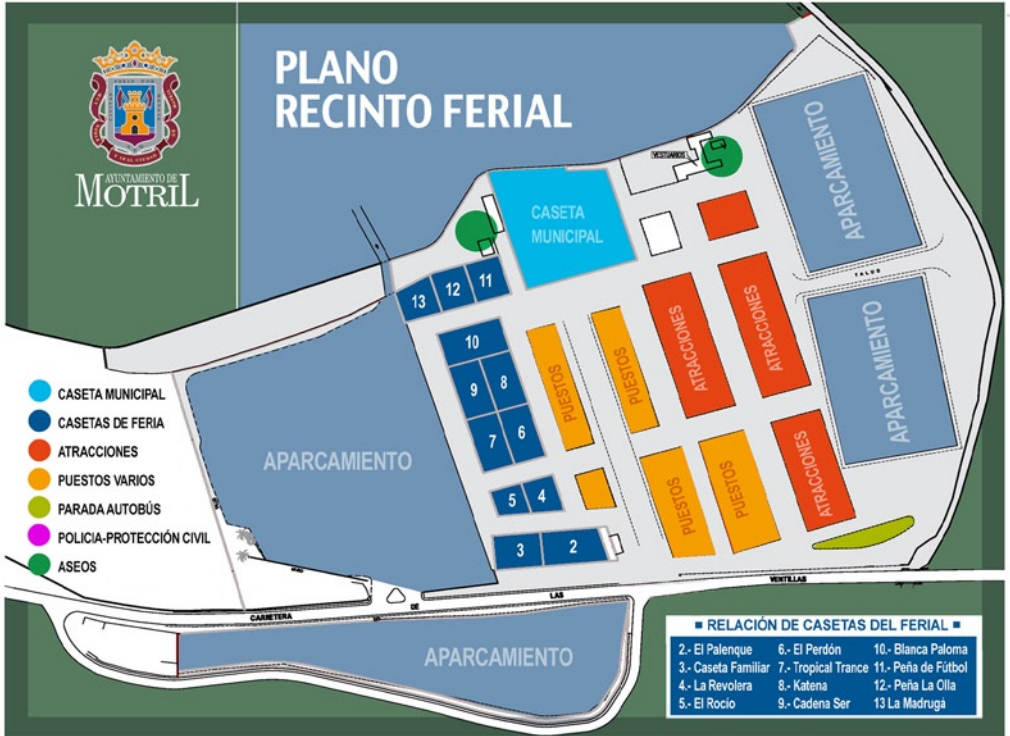 PLANO
RECINTO FERIAL
AYUNTAMIENTO DE
MOTRIL
VESTUARIOS
CASETA
MUNICIPAL
APARCAMIENTO
TALUD
APARCAMIENTO
13
12
11
10
9
8
7
6
5
4
3
2
PUESTOS
PUESTOS
ATRACCIONES
ATRACCIONES
PUESTOS
PUESTOS
ATRACCIONES
APARCAMIENTO
CASETA MUNICIPAL
CASETAS DE FERIA
ATRACCIONES
PUESTOS VARIOS
PARADA AUTOBÚS
POLICIA-PROTECCIÓN CIVIL
ASEOS
CARRETERA DE LAS VENTILLAS
APARCAMIENTO
RELACIÓN DE CASETAS DEL FERIAL
2.- El Palenque
3.- Caseta Familiar
4.- La Revolera
5.- El Rocío
6.- El Perdón
7.- Tropical Trance
8.- Katena
9.- Cadena Ser
10.- Blanca Paloma
11.- Peña de Fútbol
12.- Peña La Olla
13 La Madrugá